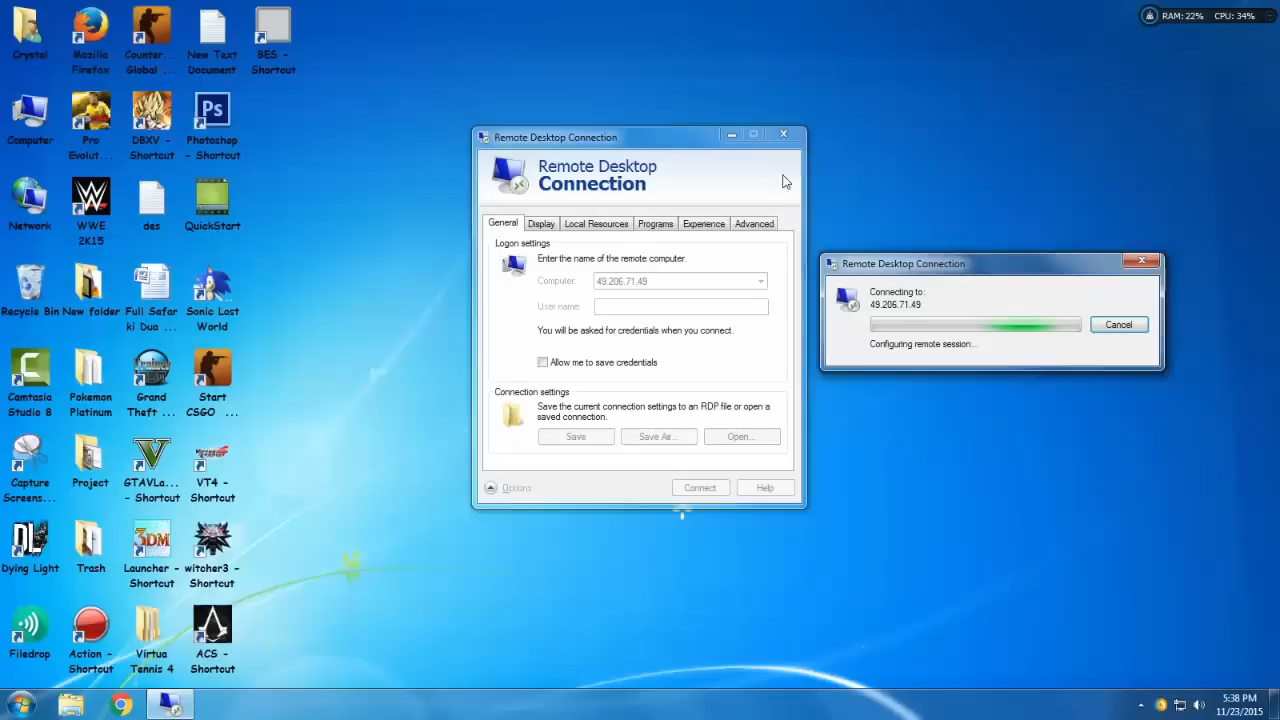 RAM: 22% CPU: 34%
Crystal
Mozilla
Firefox
Counter...
Global ...
New Text
Document
BES -
Shortcut
Computer
Pro
Evolut...
DBXV -
Shortcut
Ps
Photoshop
- Shortcut
Network
W
WWE
2K15
des
QuickStart
Recycle Bin
New folder
Full Safar
ki Dua ...
Sonic Lost
World
Camtasia
Studio 8
Pokemon
Platinum
Grand
Theft ...
Start
CSGO ...
Capture
Screens...
Project
V
GTAVLa...
- Shortcut
VT4 -
Shortcut
DL
Dying Light
Trash
3DM
Launcher -
Shortcut
witcher3 -
Shortcut
Filedrop
Action -
Shortcut
Virtua
Tennis 4
ACS -
Shortcut
Remote Desktop Connection
Remote Desktop
Connection
General
Display
Local Resources
Programs
Experience
Advanced
Logon settings
Enter the name of the remote computer.
Computer: 49.206.71.49
User name:
You will be asked for credentials when you connect.
Allow me to save credentials
Connection settings
Save the current connection settings to an RDP file or open a
saved connection.
Save
Save As...
Open...
Options
Connect
Help
Remote Desktop Connection
Connecting to:
49.206.71.49
Cancel
Configuring remote session...
5:38 PM
11/23/2015